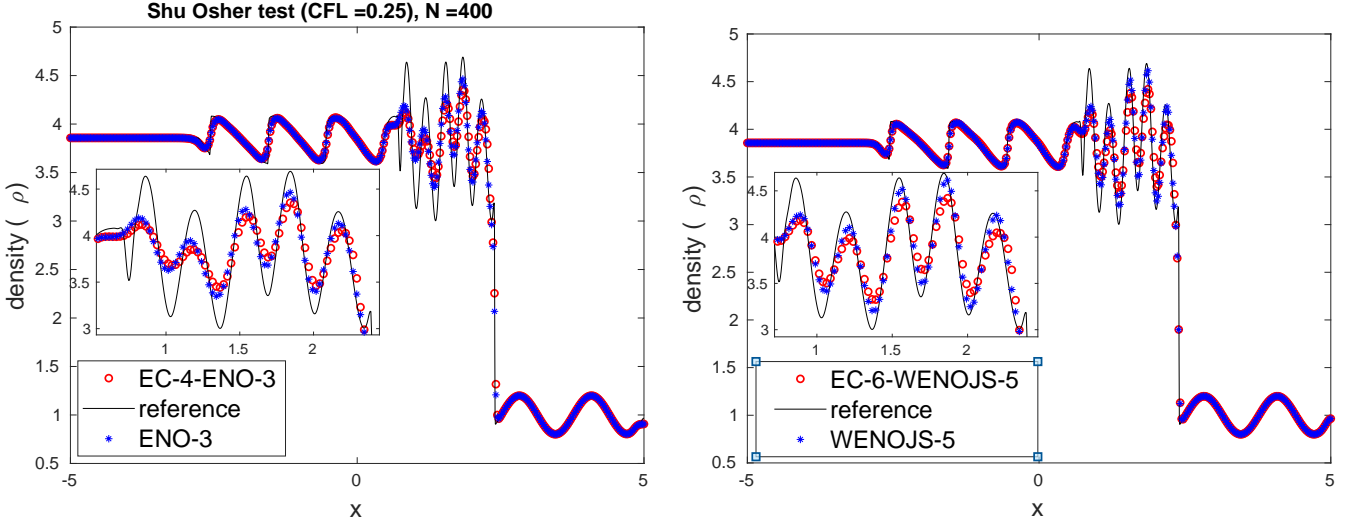 Shu Osher test (CFL =0.25), N =400
5
4.5
4
3.5
3
2.5
2
1.5
1
0.5
density ( ρ)
-5 0 5
x
4.5
4
3.5
3
1 1.5 2
EC-4-ENO-3
reference
ENO-3
5
4.5
4
3.5
3
2.5
2
1.5
1
0.5
density ( ρ)
-5 0 5
x
4.5
4
3.5
3
1 1.5 2
EC-6-WENOJS-5
reference
WENOJS-5